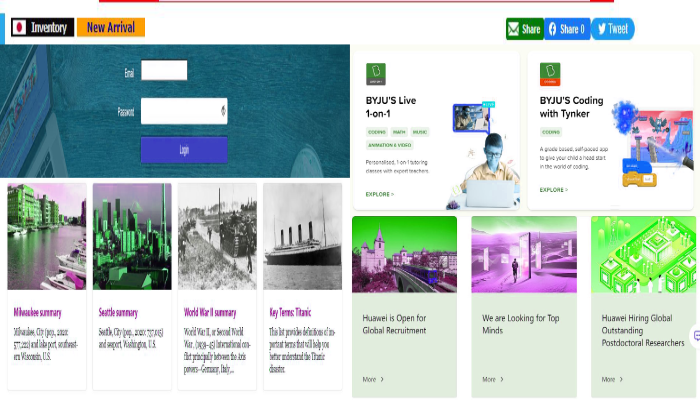 Inventory
New Arrival
Share
Share 0
Tweet
Email
Password
Login
BYJU'S Live
1-on-1
CODING
MATH
MUSIC
ANIMATION & VIDEO
Personalised, 1 on 1 tutoring
classes with expert teachers.
EXPLORE >
BYJU'S Coding
with Tynker
CODING
A grade based, self-paced app
to give your child a head start
in the world of coding.
EXPLORE >
Milwaukee summary
Milwaukee, City (pop., 2020:
577,222) and lake port, southeast-
ern Wisconsin, U.S.
Seattle summary
Seattle, City (pop., 2020: 737,015)
and seaport, Washington, U.S.
World War II summary
World War II, or Second World
War, (1939–45) International con-
flict principally between the Axis
powers—Germany, Italy,...
Key Terms: Titanic
This list provides definitions of im-
portant terms that will help you
better understand the Titanic
disaster.
Huawei is Open for
Global Recruitment
More >
We are Looking for Top
Minds
More >
Huawei Hiring Global
Outstanding
Postdoctoral Researchers
More >